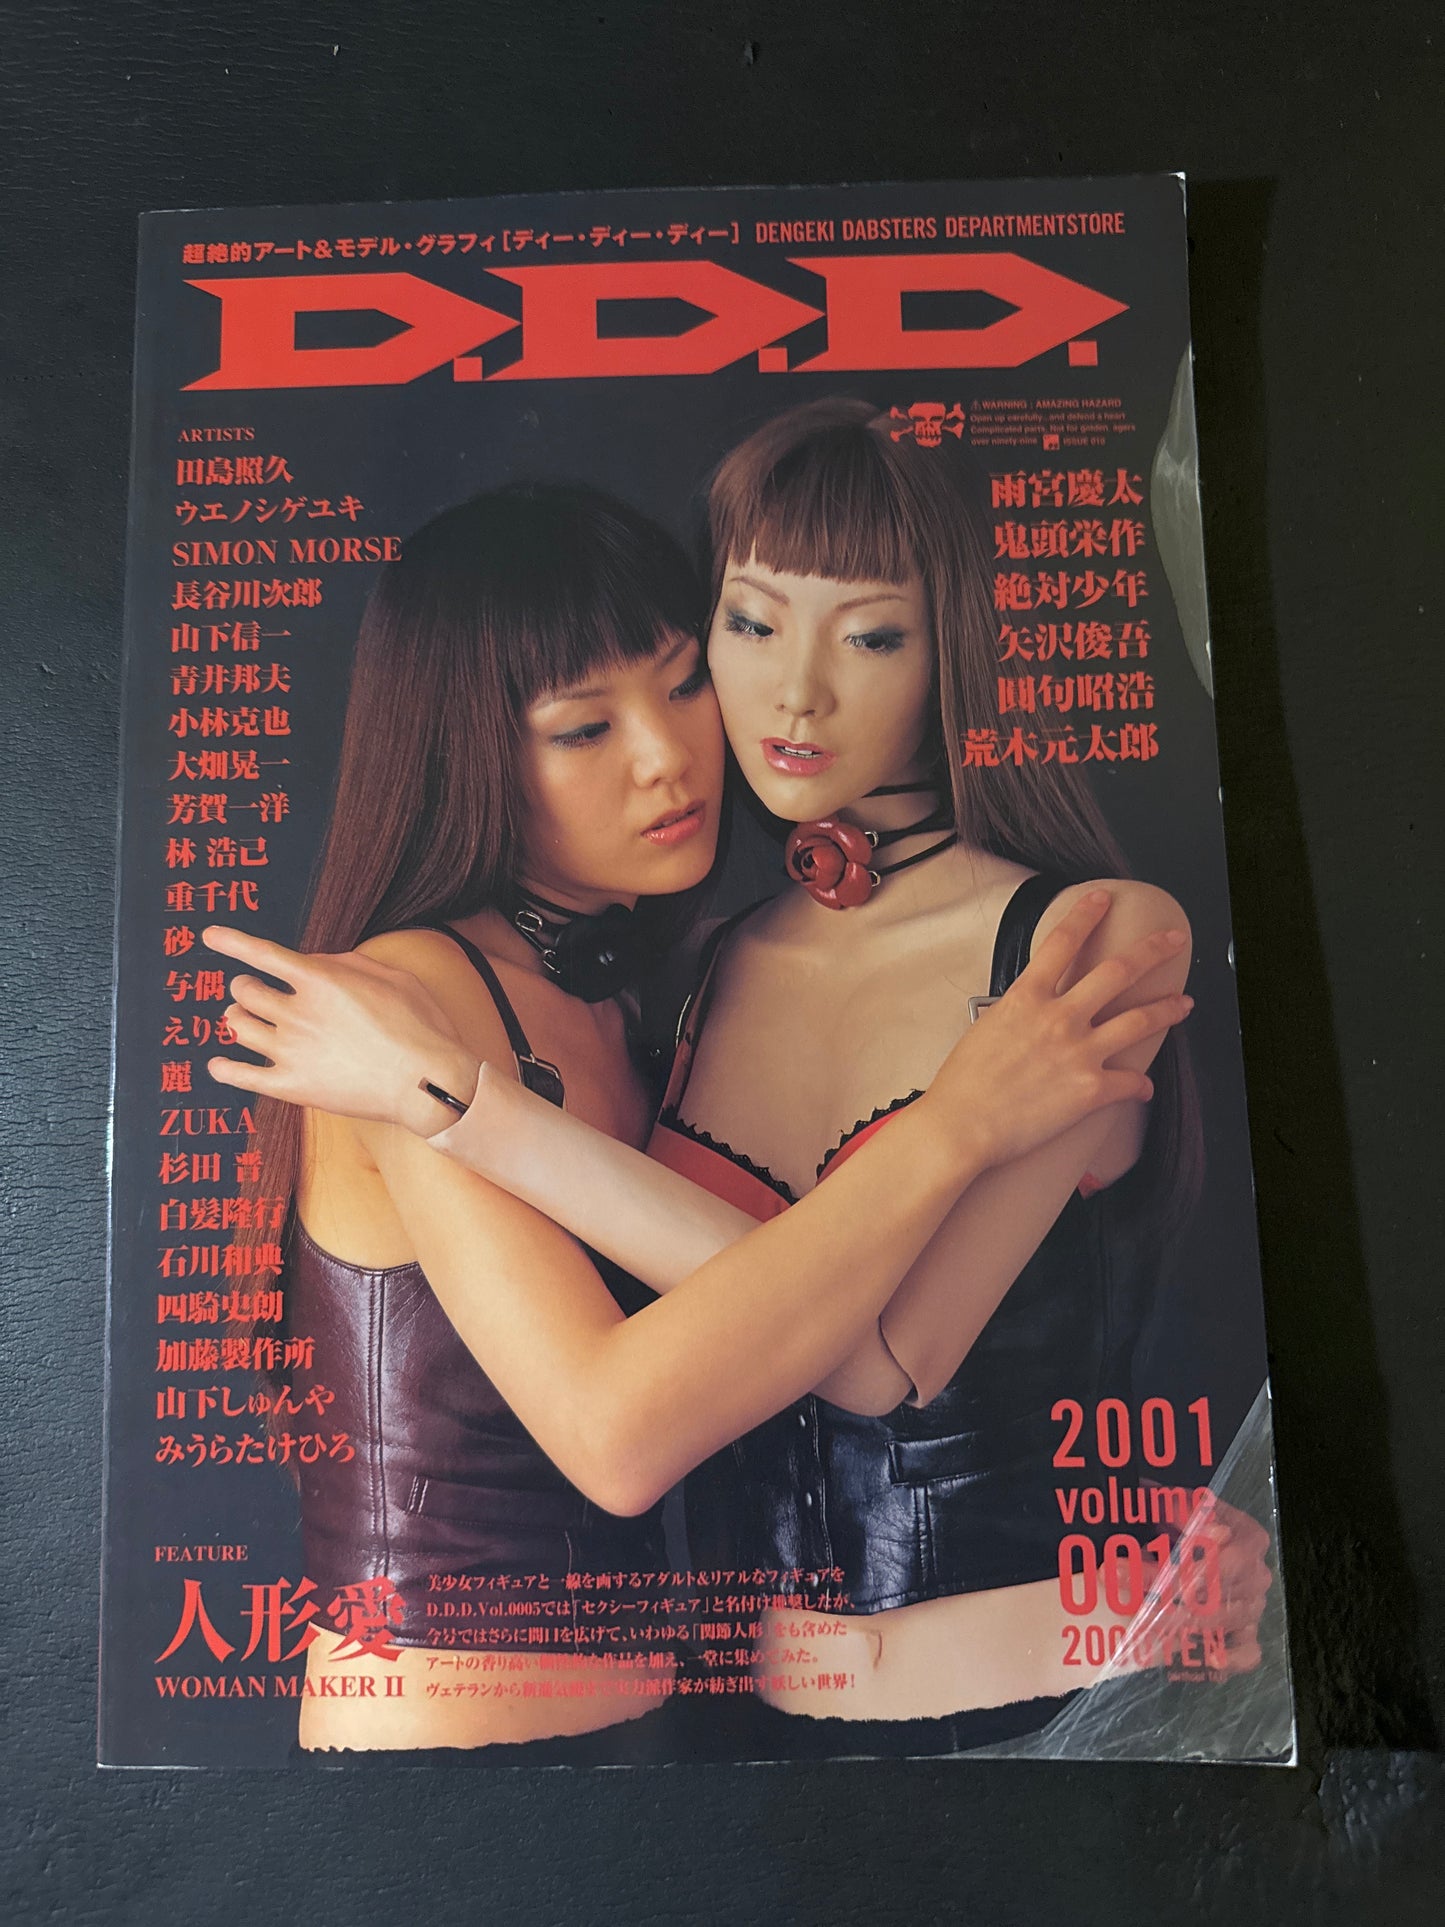 超絶的アート&モデル・グラフィ[ディー・ディー・ディー] DENGEKI DABSTERS DEPARTMENTSTORE
D.D.D.
⚠WARNING : AMAZING HAZARD
Open up carefully...and defend a heart
Complicated parts, Not for golden. agers
over ninety-nine ISSUE 010
ARTISTS
田島照久
ウエノシゲユキ
SIMON MORSE
長谷川次郎
山下信一
青井邦夫
小林克也
大畑晃一
芳賀一洋
林 浩己
重千代
砂
与偶
えりも
麗
ZUKA
杉田 晋
白髪隆行
石川和典
四騎史朗
加藤製作所
山下しゅんや
みうらたけひろ
雨宮慶太
鬼頭栄作
絶対少年
矢沢俊吾
圓句昭浩
荒木元太郎
2001
volume
0010
2000YEN
FEATURE
人形愛
WOMAN MAKER II
美少女フィギュアと一線を画するアダルト&リアルなフィギュアを
D.D.D.Vol.0005では「セクシーフィギュア」と名付け推撃したが、
今号ではさらに間口を広げて、いわゆる「関節人形」をも含めた
アートの香り高い作品を加え、一堂に集めてみた。
ヴェテランから実力派作家が紡ぎ出す妖しい世界!